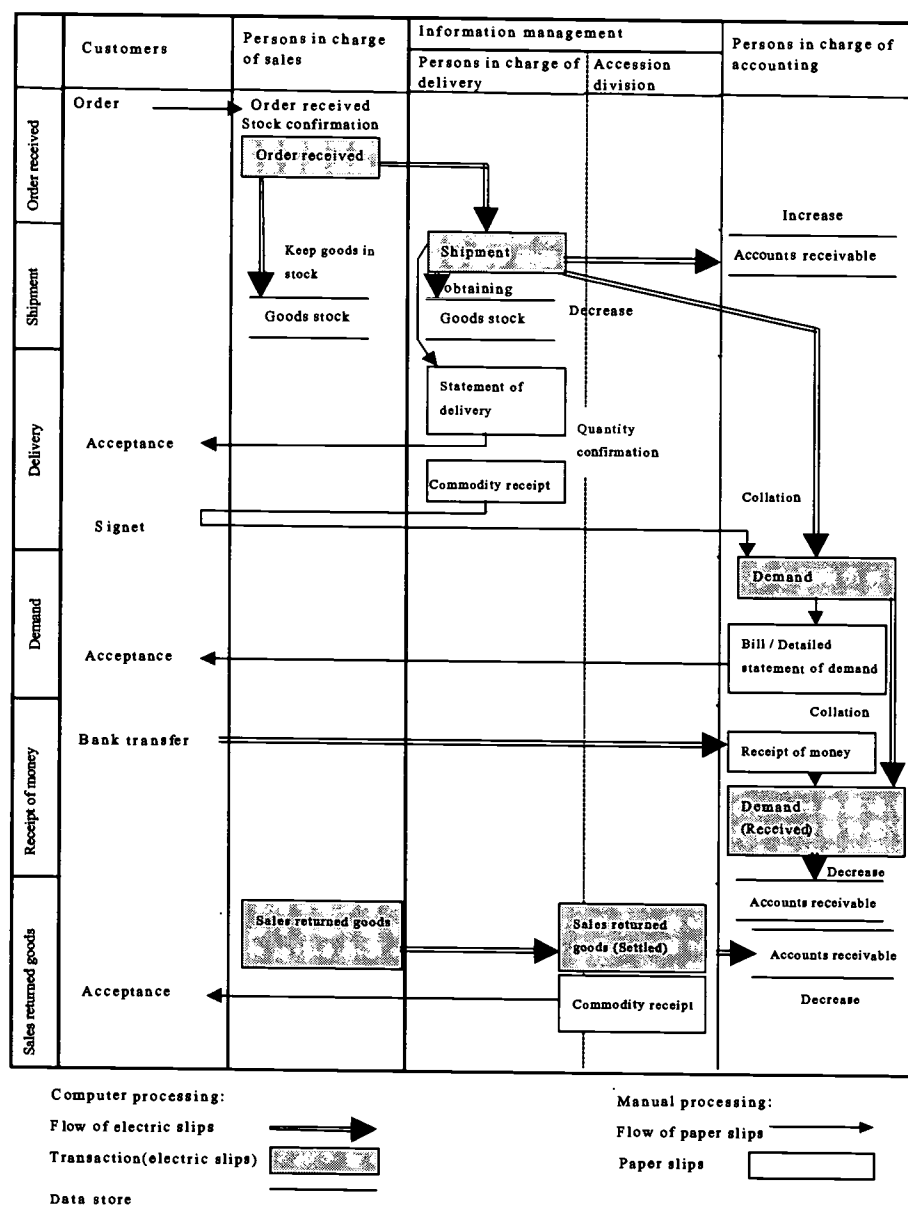 Customers
Persons in charge
of sales
Information management
Persons in charge of
delivery
Accession
division
Persons in charge of
accounting
Order received
Order
Order received
Stock confirmation
Order received
Shipment
Keep goods in
stock
Goods stock
Shipment
obtaining
Goods stock
Decrease
Increase
Accounts receivable
Delivery
Statement of
delivery
Acceptance
Quantity
confirmation
Commodity receipt
Signet
Collation
Demand
Demand
Bill / Detailed
statement of demand
Acceptance
Collation
Receipt of money
Bank transfer
Receipt of money
Demand
(Received)
Decrease
Accounts receivable
Sales returned goods
Sales returned goods
Sales returned
goods (Settled)
Accounts receivable
Acceptance
Commodity receipt
Decrease
Computer processing:
Flow of electric slips
Transaction(electric slips)
Data store
Manual processing:
Flow of paper slips
Paper slips